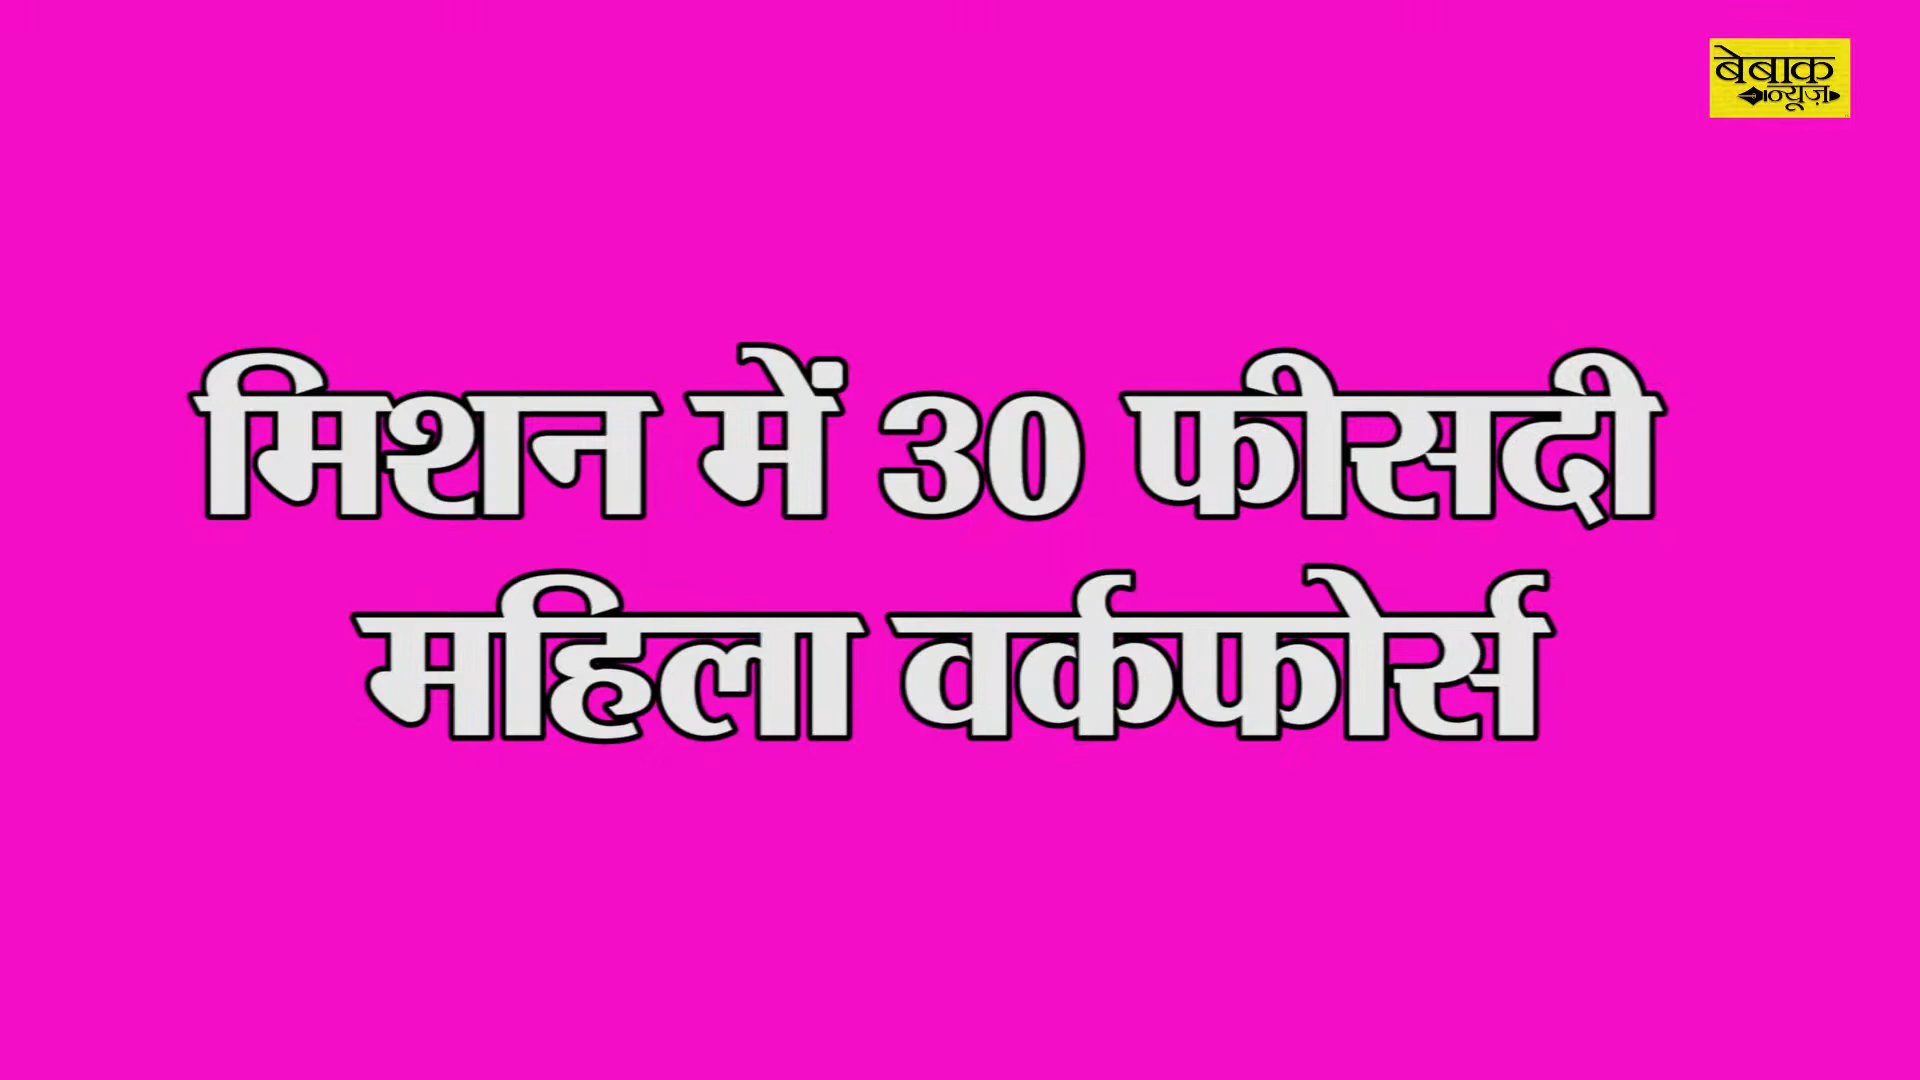 बेबाक
न्यूज़
मिशन में 30 फीसदी
महिला वर्कफोर्स